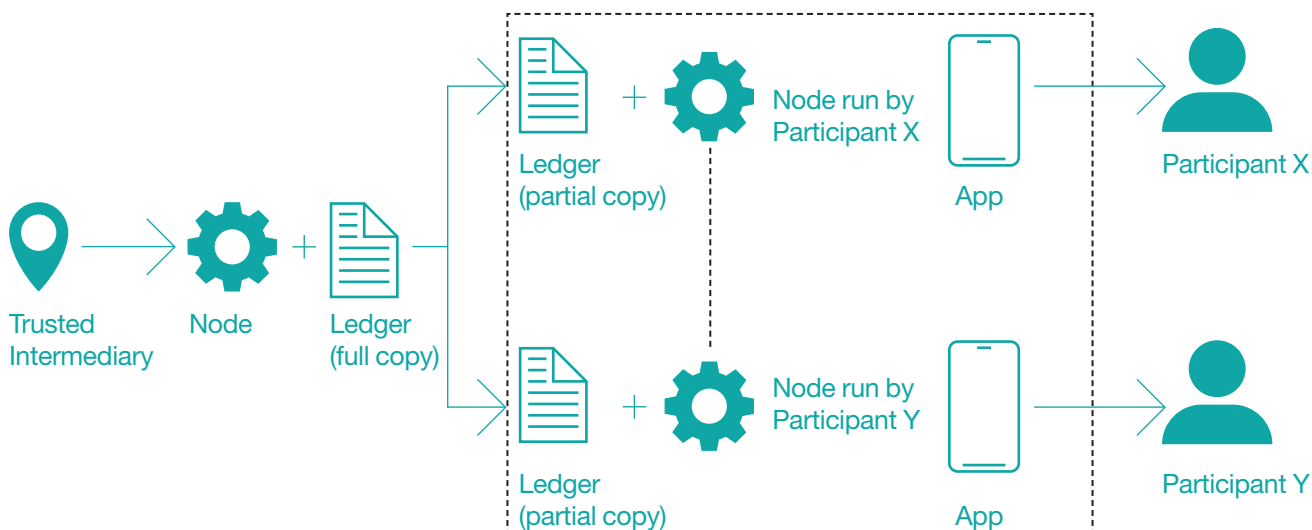 Trusted
Intermediary
Node
Ledger
(full copy)
Ledger
(partial copy)
Node run by
Participant X
App
Participant X
Ledger
(partial copy)
Node run by
Participant Y
App
Participant Y